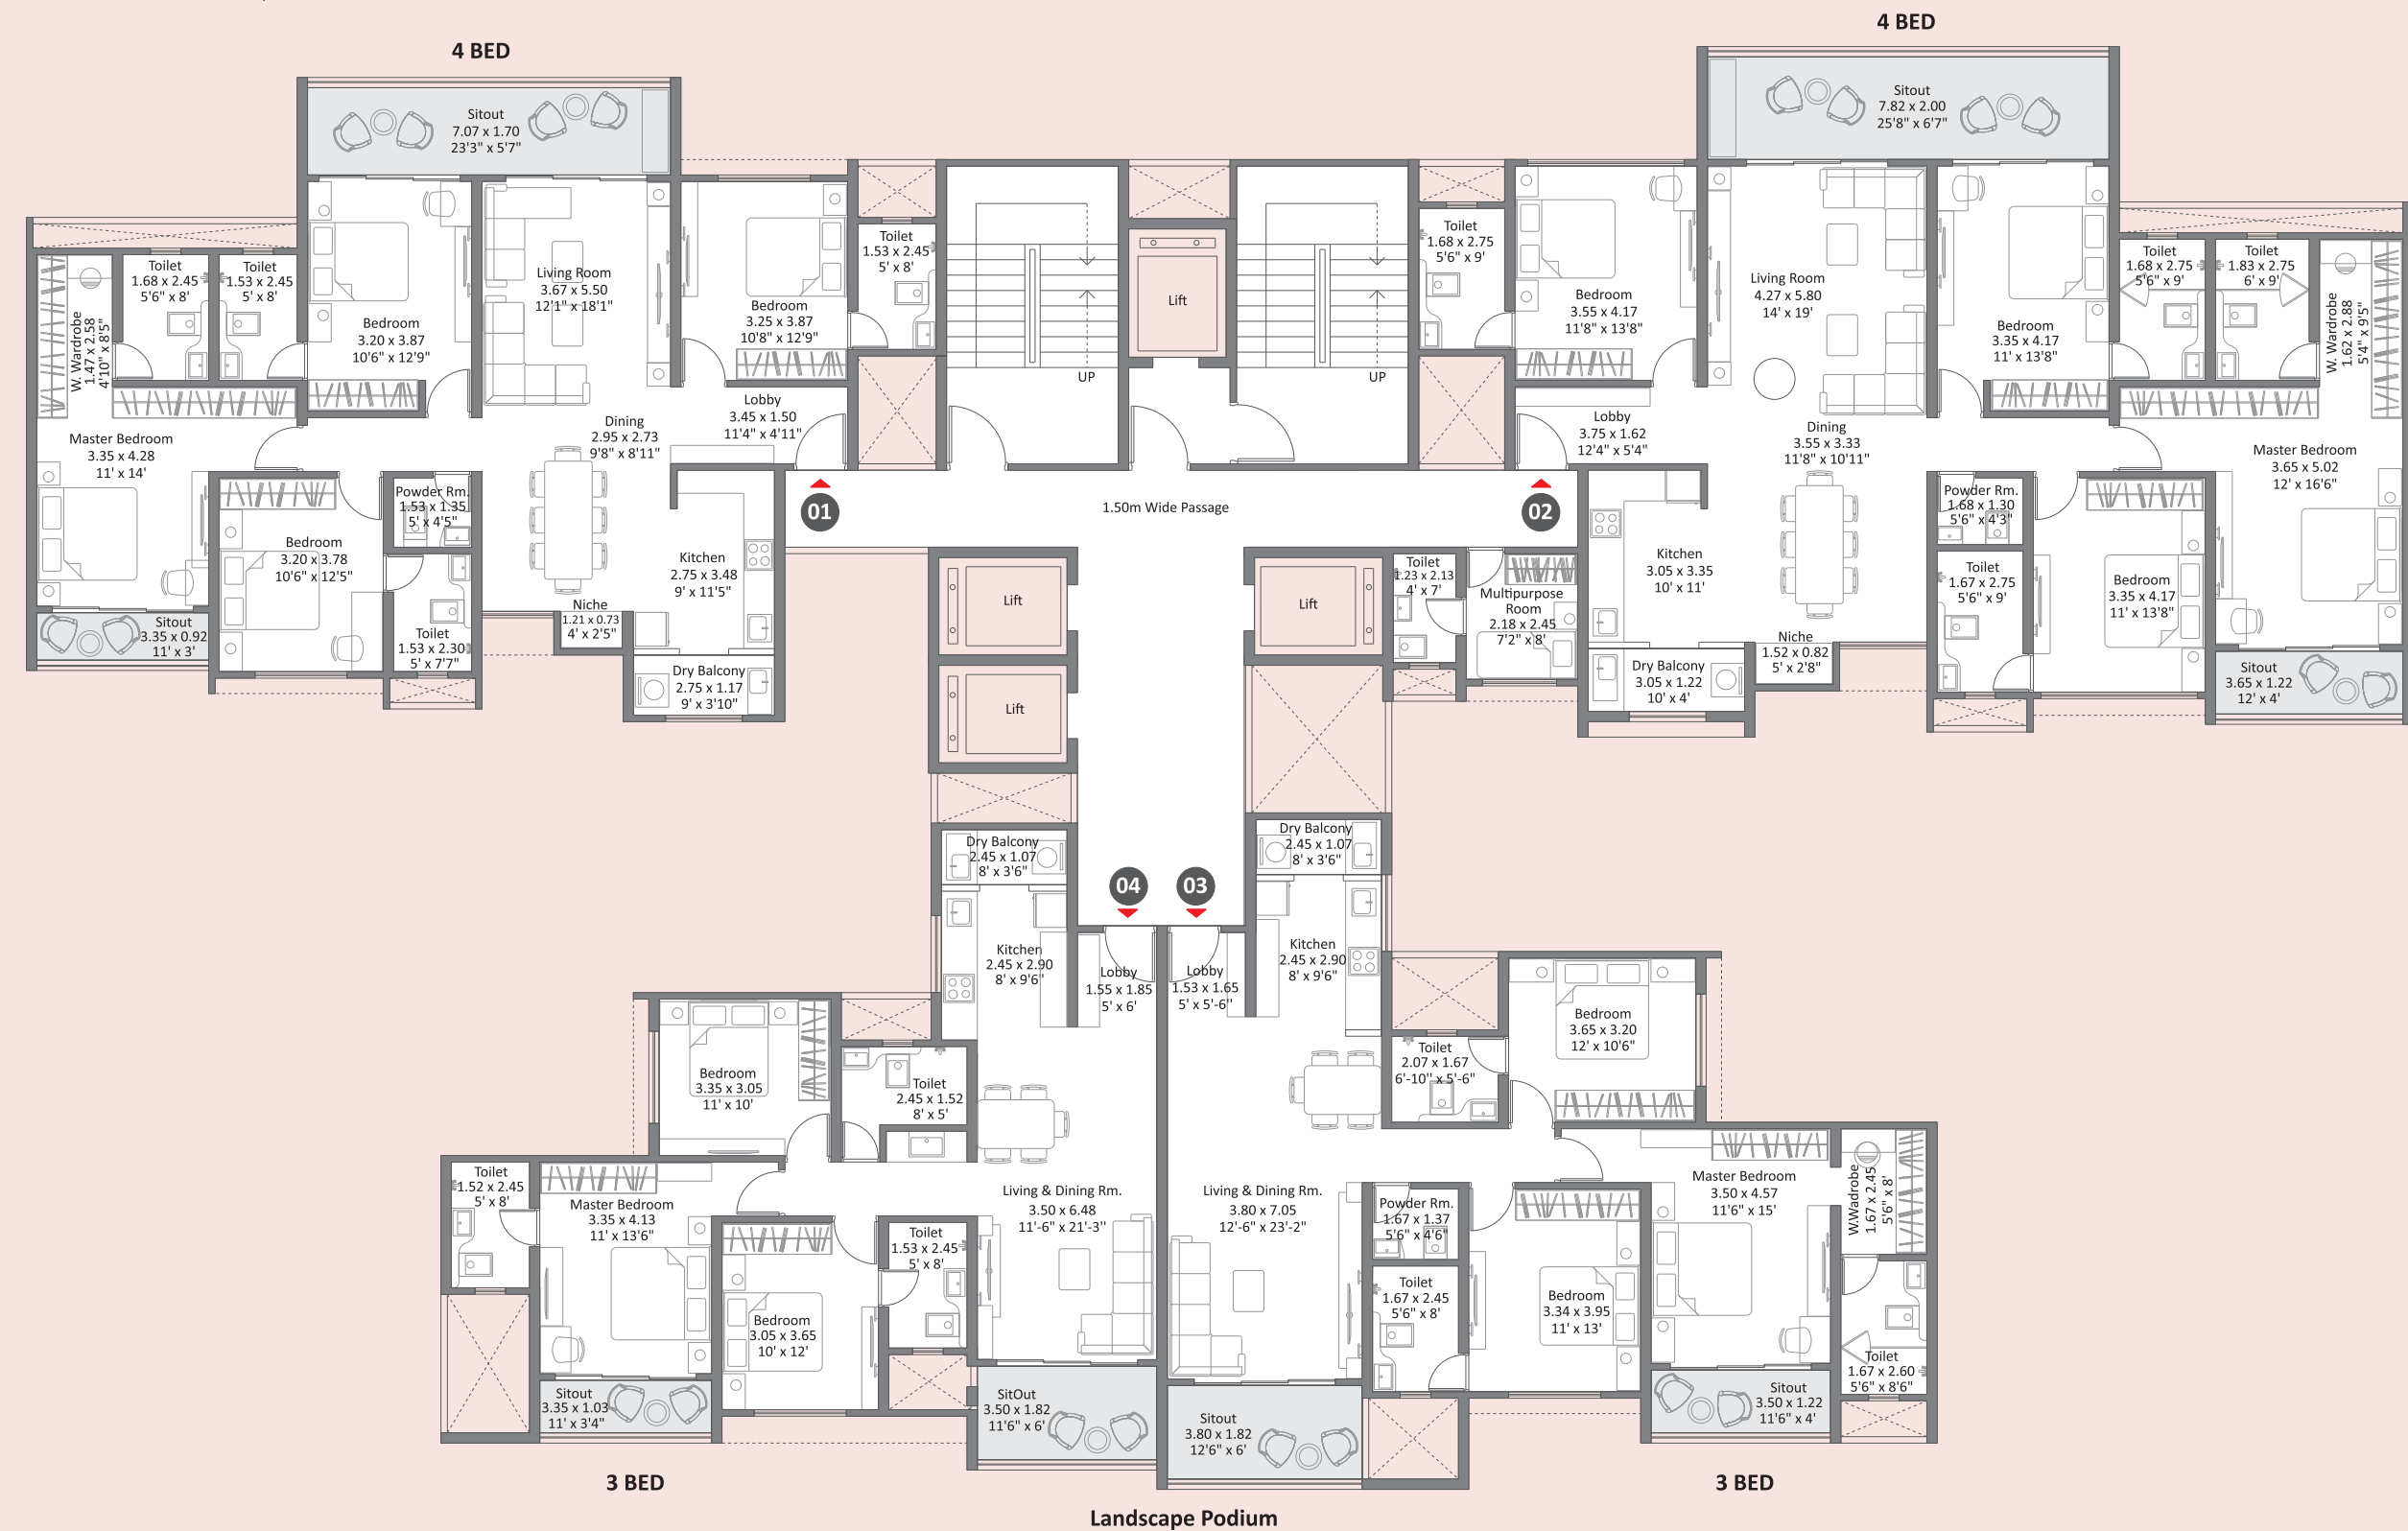 4 BED
4 BED
Sitout
7.07 x 1.70
23'3" x 5'7"
Sitout
7.82 x 2.00
25'8" x 6'7"
Toilet
1.68 x 2.45
5'6" x 8'
Toilet
1.53 x 2.45
5' x 8'
W. Wardrobe
1.47 x 2.58
4'10" x 8'5"
Bedroom
3.20 x 3.87
10'6" x 12'9"
Living Room
3.67 x 5.50
12'1" x 18'1"
Bedroom
3.25 x 3.87
10'8" x 12'9"
Toilet
1.53 x 2.45
5' x 8'
UP
Lift
UP
Toilet
1.68 x 2.75
5'6" x 9'
Bedroom
3.55 x 4.17
11'8" x 13'8"
Living Room
4.27 x 5.80
14' x 19'
Bedroom
3.35 x 4.17
11' x 13'8"
Toilet
1.68 x 2.75
5'6" x 9'
Toilet
1.83 x 2.75
6' x 9'
W. Wardrobe
1.62 x 2.88
5'4" x 9'5"
Master Bedroom
3.35 x 4.28
11' x 14'
Dining
2.95 x 2.73
9'8" x 8'11"
Lobby
3.45 x 1.50
11'4" x 4'11"
Lobby
3.75 x 1.62
12'4" x 5'4"
Dining
3.55 x 3.33
11'8" x 10'11"
Master Bedroom
3.65 x 5.02
12' x 16'6"
Powder Rm.
1.53 x 1.35
5' x 4'5"
01
1.50m Wide Passage
02
Powder Rm.
1.68 x 1.30
5'6" x 4'3"
Bedroom
3.20 x 3.78
10'6" x 12'5"
Kitchen
2.75 x 3.48
9' x 11'5"
Toilet
1.23 x 2.13
4' x 7'
Multipurpose
Room
2.18 x 2.45
7'2" x 8'
Kitchen
3.05 x 3.35
10' x 11'
Toilet
1.67 x 2.75
5'6" x 9'
Bedroom
3.35 x 4.17
11' x 13'8"
Sitout
3.35 x 0.92
11' x 3'
Toilet
1.53 x 2.30
5' x 7'7"
Niche
1.21 x 0.73
4' x 2'5"
Lift
Lift
Niche
1.52 x 0.82
5' x 2'8"
Dry Balcony
2.75 x 1.17
9' x 3'10"
Lift
Dry Balcony
3.05 x 1.22
10' x 4'
Sitout
3.65 x 1.22
12' x 4'
Dry Balcony
2.45 x 1.07
8' x 3'6"
Dry Balcony
2.45 x 1.07
8' x 3'6"
04
03
Kitchen
2.45 x 2.90
8' x 9'6"
Lobby
1.55 x 1.85
5' x 6'
Lobby
1.53 x 1.65
5' x 5'-6"
Kitchen
2.45 x 2.90
8' x 9'6"
Bedroom
3.65 x 3.20
12' x 10'6"
Bedroom
3.35 x 3.05
11' x 10'
Toilet
2.45 x 1.52
8' x 5'
Toilet
2.07 x 1.67
6'-10" x 5'-6"
Toilet
1.52 x 2.45
5' x 8'
Master Bedroom
3.35 x 4.13
11' x 13'6"
Living & Dining Rm.
3.50 x 6.48
11'-6" x 21'-3"
Living & Dining Rm.
3.80 x 7.05
12'-6" x 23'-2"
Powder Rm.
1.67 x 1.37
5'6" x 4'6"
Master Bedroom
3.50 x 4.57
11'6" x 15'
W.Wadrobe
1.67 x 2.45
5'6" x 8'
Toilet
1.53 x 2.45
5' x 8'
Bedroom
3.05 x 3.65
10' x 12'
Toilet
1.67 x 2.45
5'6" x 8'
Bedroom
3.34 x 3.95
11' x 13'
Toilet
1.67 x 2.60
5'6" x 8'6"
Sitout
3.35 x 1.03
11' x 3'4"
SitOut
3.50 x 1.82
11'6" x 6'
Sitout
3.80 x 1.82
12'6" x 6'
Sitout
3.50 x 1.22
11'6" x 4'
3 BED
3 BED
Landscape Podium